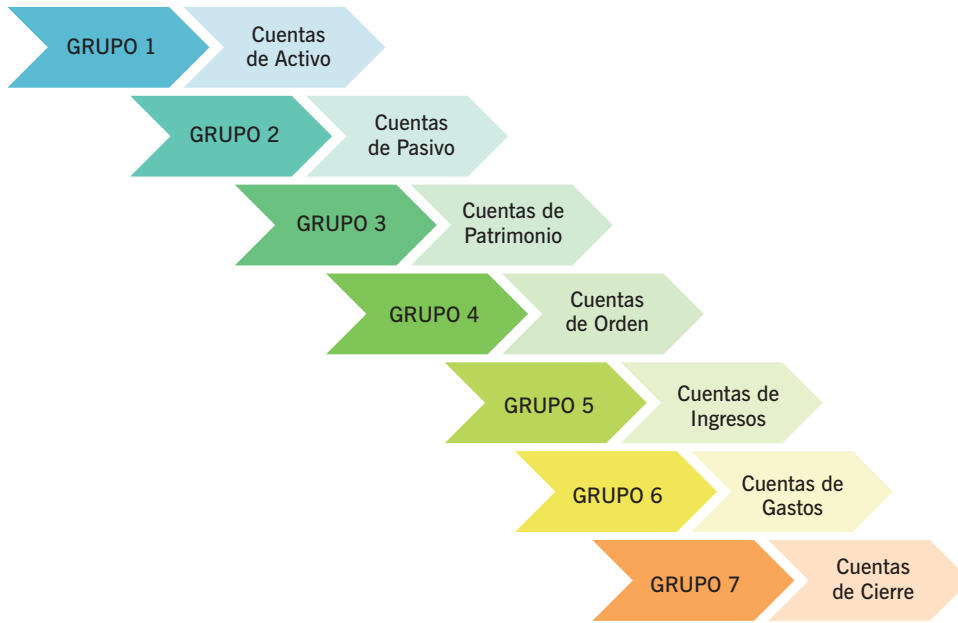 GRUPO 1
Cuentas
de Activo
GRUPO 2
Cuentas
de Pasivo
GRUPO 3
Cuentas de
Patrimonio
GRUPO 4
Cuentas
de Orden
GRUPO 5
Cuentas de
Ingresos
GRUPO 6
Cuentas de
Gastos
GRUPO 7
Cuentas
de Cierre